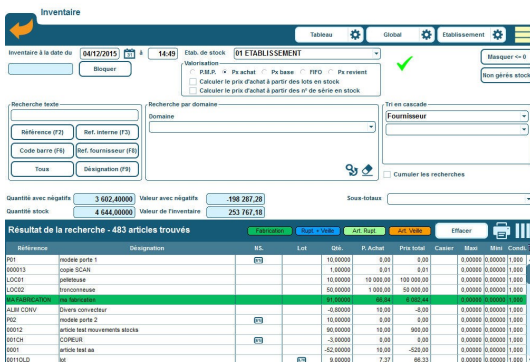 Inventaire
Tableau Global Etablissement
Inventaire à la date du 04/12/2015 à 14:49 Etab. de stock 01 ETABLISSEMENT
Masquer <= 0
Bloquer
Valorisation
P.M.P. Px achat Px base FIFO Px revient
Calculer le prix d'achat à partir des lots en stock
Calculer le prix d'achat à partir des n° de série en stock
Non gérés stock
Recherche texte Recherche par domaine Tri en cascade
Domaine Fournisseur
Référence (F2) Ref. interne (F3)
Code barre (F6) Ref. fournisseur (F8)
Tous Désignation (F9)
Cumuler les recherches
Quantité avec négatifs 3 602,40000 Valeur avec négatifs -198 287,28 Sous-totaux
Quantité stock 4 644,00000 Valeur de l'inventaire 253 767,18
Résultat de la recherche - 483 articles trouvés Fabrication Rupt. + Veille Art. Rupt Art. Veille Effacer
Référence Désignation NS. Lot Qté. P. Achat Prix total Casier Maxi Mini Condi.
P01 modele porte 1 10,00000 0,00 0,00 0,00000 0,00000 1,000
000013 copie SCAN 1,00000 0,01 0,01 0,00000 0,00000 1,000
LOC01 pelleteuse 10,00000 10 000,00 100 000,00 0,00000 0,00000 1,000
LOC02 tronconneuse 50,00000 1 000,00 50 000,00 0,00000 0,00000 1,000
MA FABRICATION ma fabrication 91,00000 66,84 6 082,44 0,00000 0,00000 1,000
ALIM CONV Divers convecteur -0,80000 10,00 -8,00 0,00000 0,00000 1,000
P02 modele porte 2 10,00000 0,00 0,00 0,00000 0,00000 1,000
00012 article test mouvements stocks 90,00000 10,00 900,00 0,00000 0,00000 1,000
001CH COPIEUR -3,00000 0,00 0,00 0,00000 0,00000 1,000
0001 article test aa -52,00000 10,00 -520,00 0,00000 0,00000 1,000
001OLD lot 9,00000 7,37 66,33 0,00000 0,00000 1,000